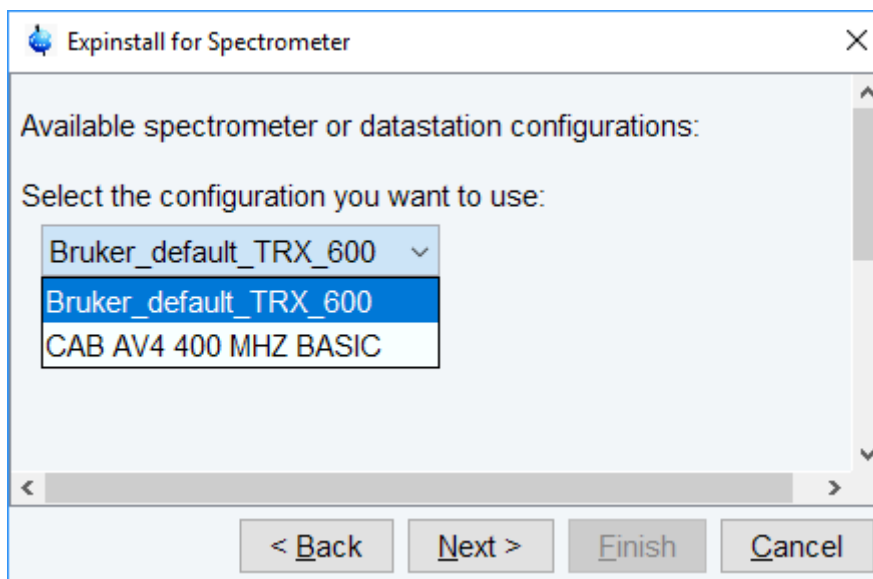 Expinstall for Spectrometer
Available spectrometer or datastation configurations:
Select the configuration you want to use:
Bruker_default_TRX_600
Bruker_default_TRX_600
CAB AV4 400 MHZ BASIC
< Back Next > Finish Cancel